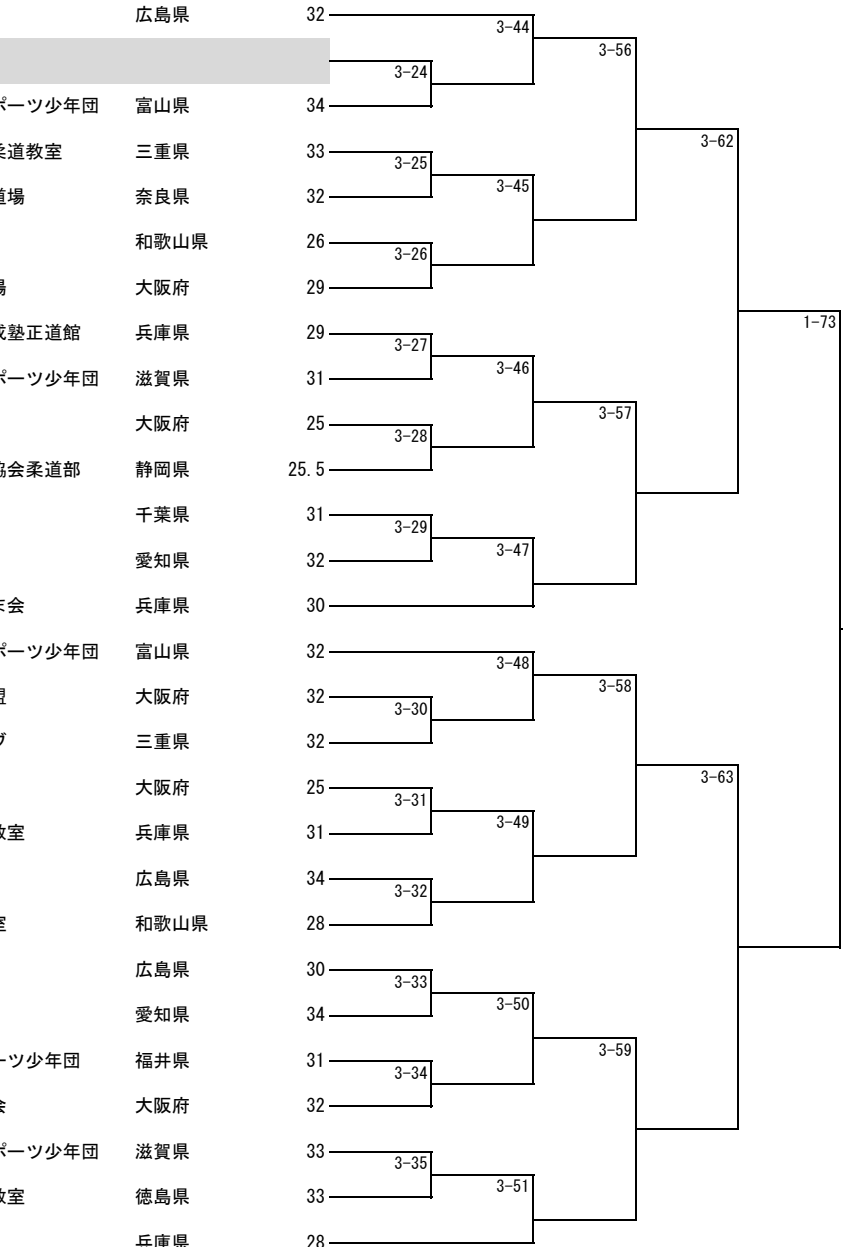 広島県 32
3-44
3-56
3-24
ポーツ少年団 富山県 34
3-62
柔道教室 三重県 33
3-25
3-45
道場 奈良県 32
和歌山県 26
3-26
場 大阪府 29
1-73
成塾正道館 兵庫県 29
3-27
3-46
ポーツ少年団 滋賀県 31
3-57
大阪府 25
3-28
協会柔道部 静岡県 25.5
千葉県 31
3-29
3-47
愛知県 32
会 兵庫県 30
ポーツ少年団 富山県 32
3-48
3-58
大阪府 32
3-30
三重県 32
3-63
大阪府 25
3-31
3-49
教室 兵庫県 31
広島県 34
3-32
室 和歌山県 28
広島県 30
3-33
3-50
愛知県 34
3-59
ーツ少年団 福井県 31
3-34
会 大阪府 32
ポーツ少年団 滋賀県 33
3-35
3-51
教室 徳島県 33
兵庫県 28